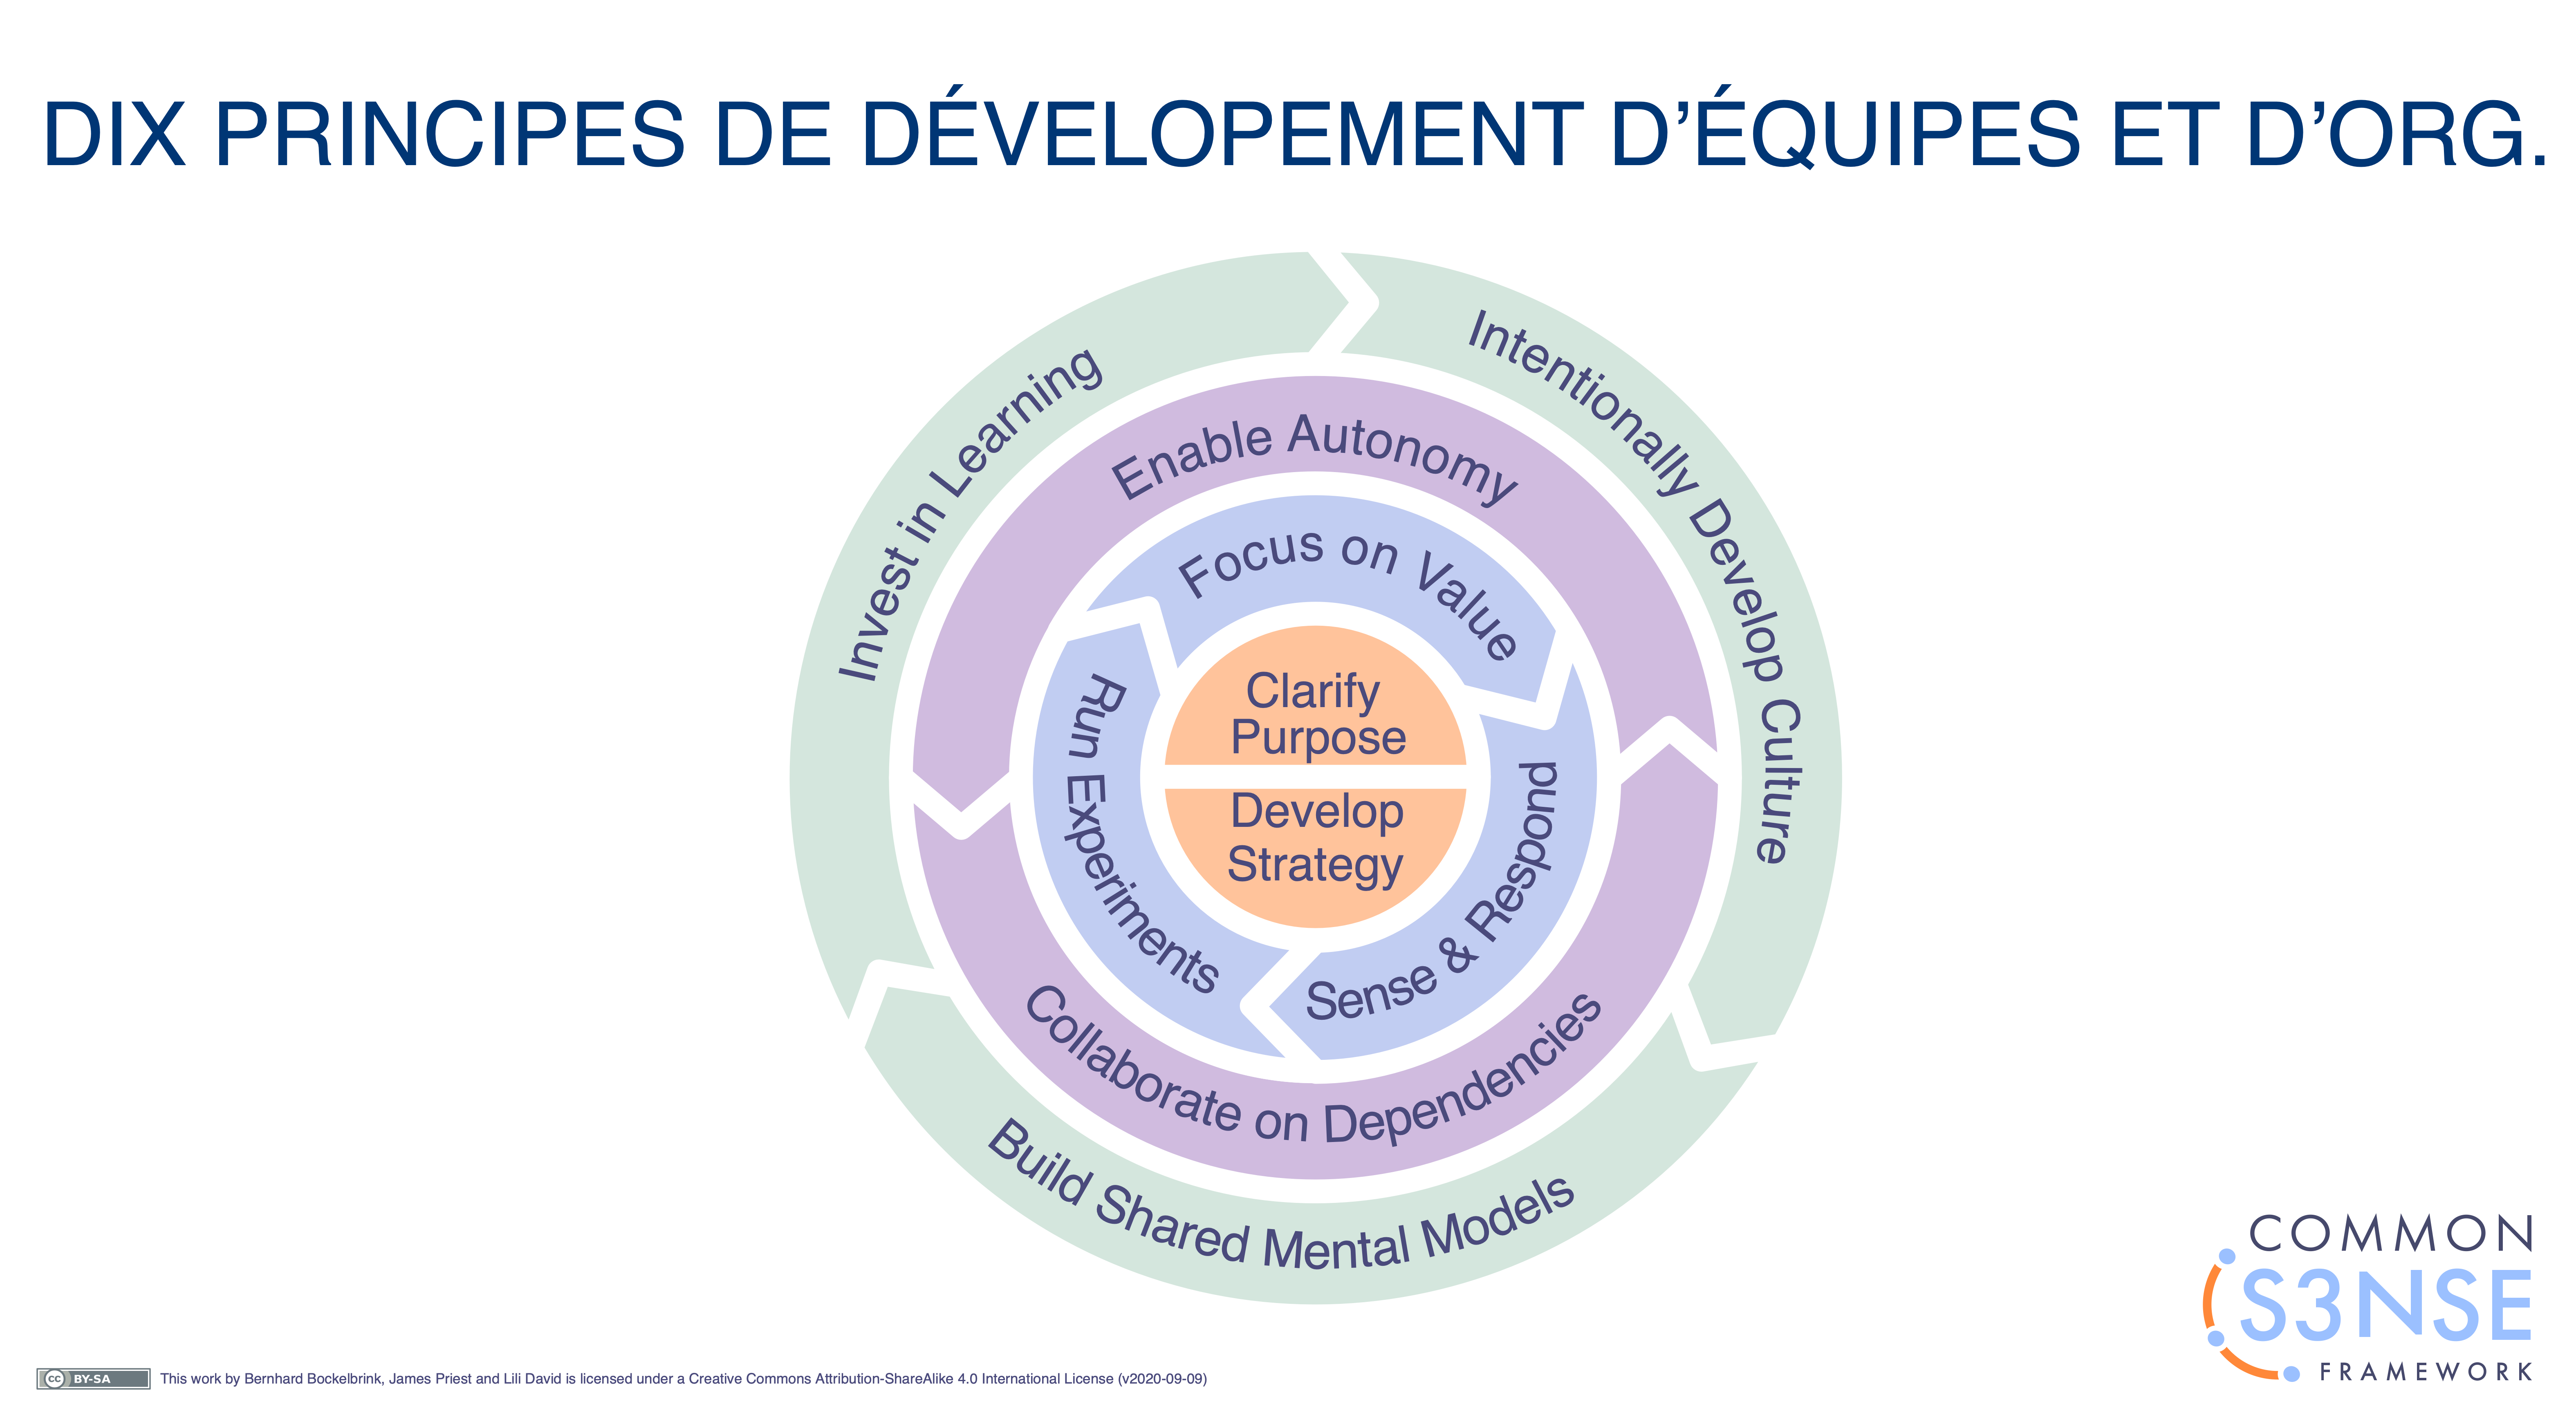 DIX PRINCIPES DE DÉVELOPEMENT D’ÉQUIPES ET D’ORG.
Invest in Learning
Intentionally Develop Culture
Enable Autonomy
Focus on Value
Clarify
Purpose
Develop
Strategy
Run Experiments
Sense & Respond
Collaborate on Dependencies
Build Shared Mental Models
COMMON
S3NSE
FRAMEWORK
cc BY-SA This work by Bernhard Bockelbrink, James Priest and Lili David is licensed under a Creative Commons Attribution-ShareAlike 4.0 International License (v2020-09-09)